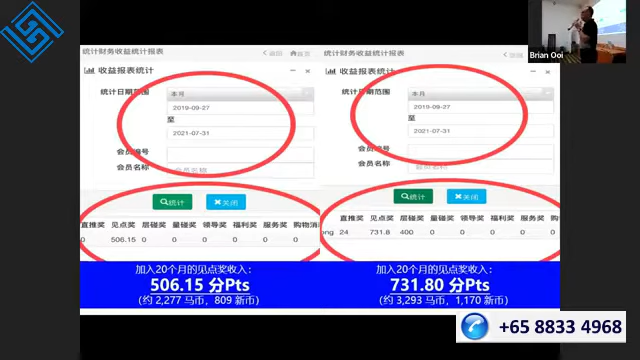 Brian Ooi
统计财务收益统计报表
返回
首页
收益报表统计
统计日期范围
本月
2019-09-27
至
2021-07-31
会员编号
会员名称
统计
关闭
直推奖 见点奖 层碰奖 量碰奖 领导奖 福利奖 服务奖 购物消
0 506.15 0 0 0 0 0 0
加入20个月的见点奖收入:
506.15 分Pts
(约 2,277 马币, 809 新币)
统计财务收益统计报表
返回
收益报表统计
统计日期范围
本月
2019-09-27
至
2021-07-31
会员编号
会员名称
统计
关闭
直推奖 见点奖 层碰奖 量碰奖 领导奖 福利奖 服务奖 购
ong 24 731.8 400 0 0 0 0 0
加入20个月的见点奖收入:
731.80 分Pts
(约 3,293 马币, 1,170 新币)
+65 8833 4968